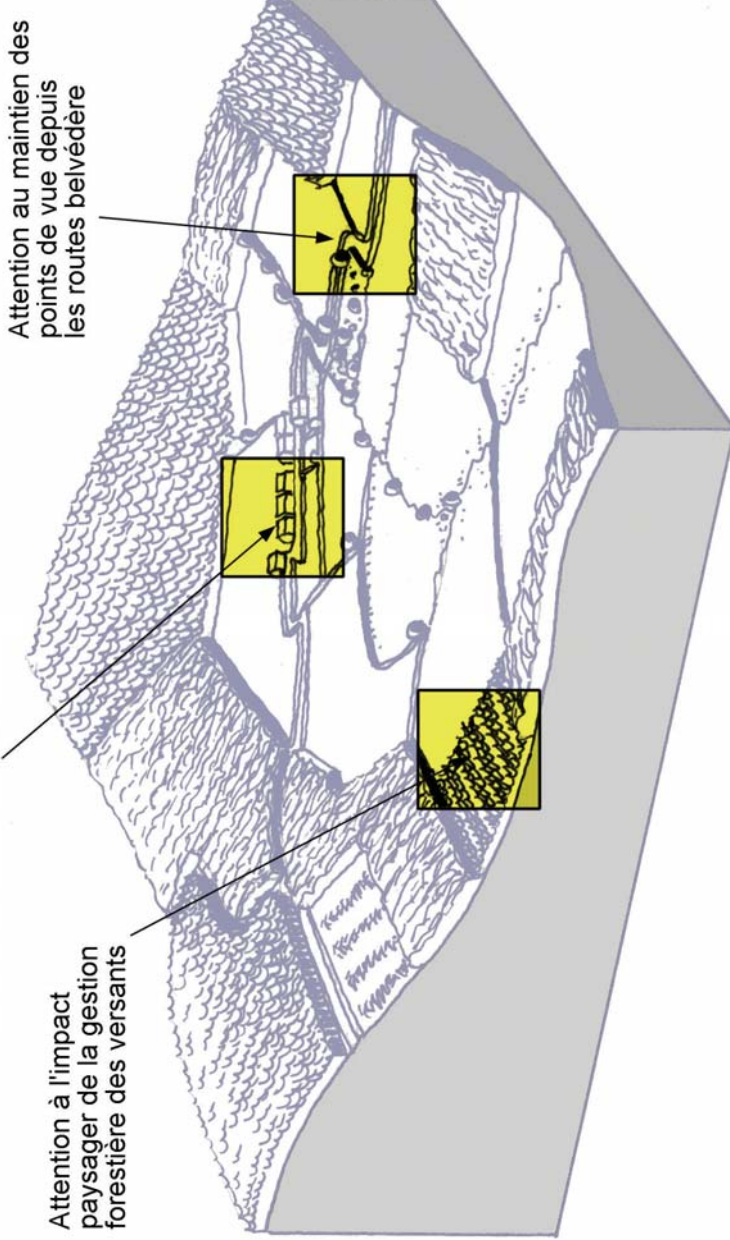 Attention à l'impact
paysager de la gestion
forestière des versants
Attention au maintien des
points de vue depuis
les routes belvédère